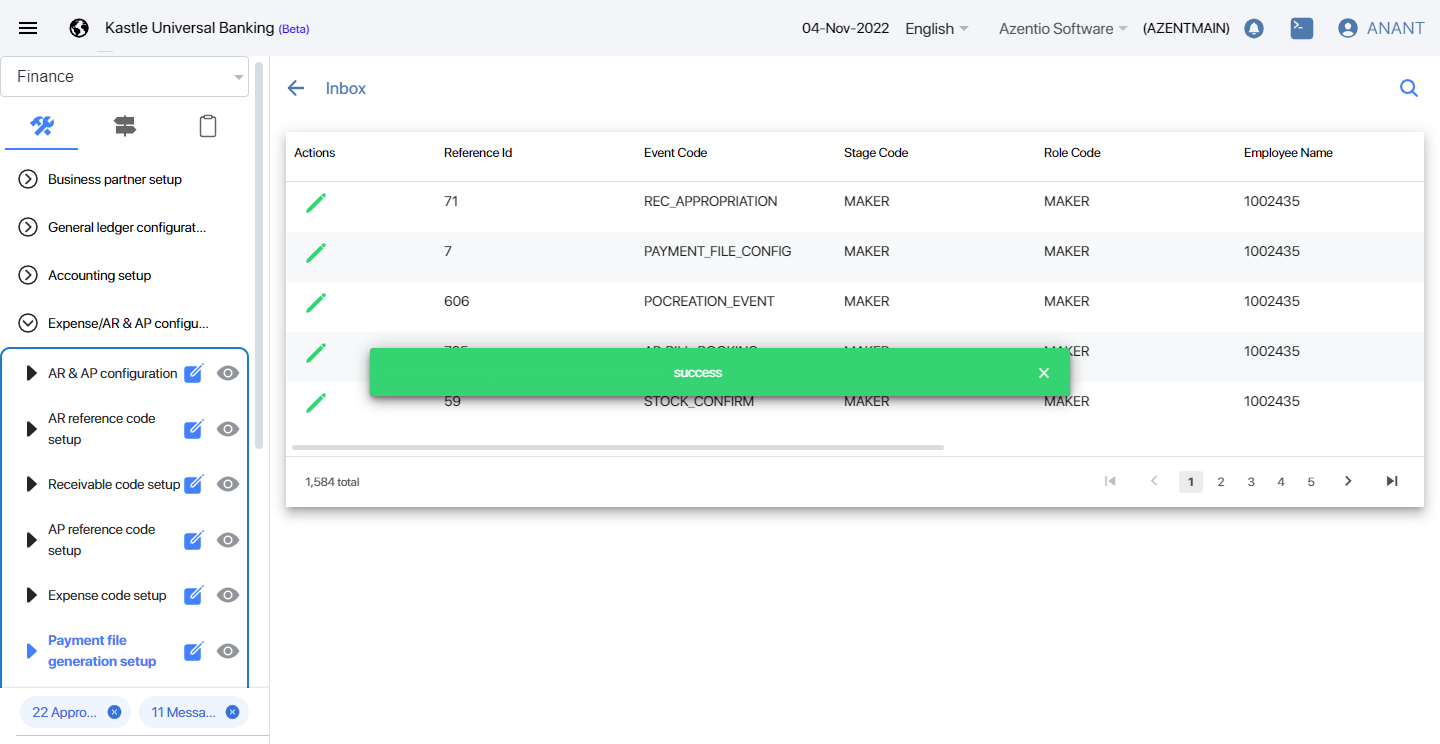 Kastle Universal Banking (Beta)
04-Nov-2022 English Azentio Software (AZENTMAIN) ANANT
Finance
Inbox
Business partner setup
General ledger configurat...
Accounting setup
Expense/AR & AP configu...
AR & AP configuration
AR reference code
setup
Receivable code setup
AP reference code
setup
Expense code setup
Payment file
generation setup
22 Appro... 11 Messa...
Actions Reference Id Event Code Stage Code Role Code Employee Name
71 REC_APPROPRIATION MAKER MAKER 1002435
7 PAYMENT_FILE_CONFIG MAKER MAKER 1002435
606 POCREATION_EVENT MAKER MAKER 1002435
MAKER 1002435
success
59 STOCK_CONFIRM MAKER MAKER 1002435
1,584 total
1 2 3 4 5